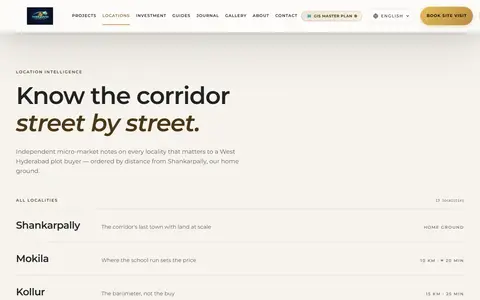 PROJECTS LOCATIONS INVESTMENT GUIDES JOURNAL GALLERY ABOUT CONTACT GIS MASTER PLAN ENGLISH BOOK SITE VISIT
LOCATION INTELLIGENCE
Know the corridor
street by street.
Independent micro-market notes on every locality that matters to a West
Hyderabad plot buyer — ordered by distance from Shankarpally, our home
ground.
ALL LOCALITIES
Shankarpally The corridor's last town with land at scale HOME GROUND
Mokila Where the school run sets the price
Kollur The barometer, not the buy